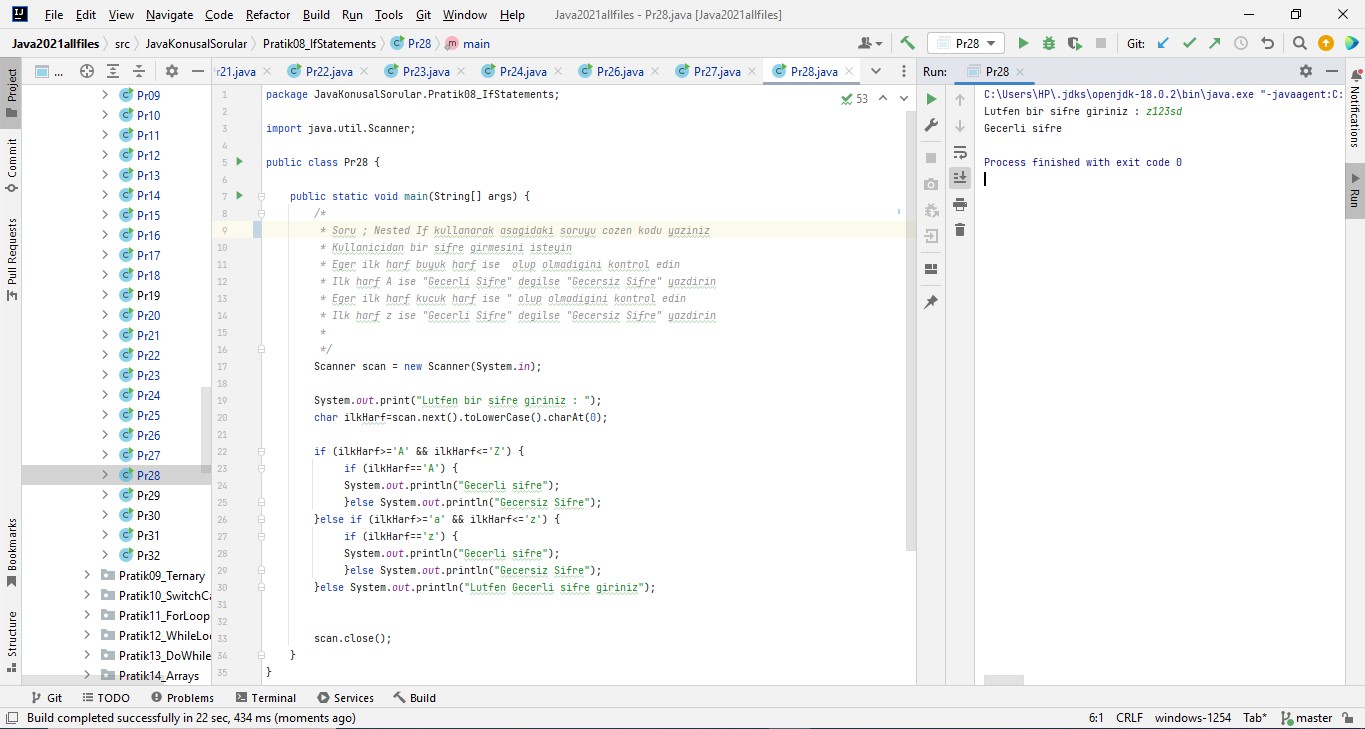 File Edit View Navigate Code Refactor Build Run Tools Git Window Help Java2021allfiles - Pr28.java [Java2021allfiles]
Java2021allfiles src JavaKonusalSorular Pratik08_IfStatements Pr28 main Pr28 Git:
Project
Commit
Pull Requests
Bookmarks
Structure
...
Pr09
Pr10
Pr11
Pr12
Pr13
Pr14
Pr15
Pr16
Pr17
Pr18
Pr19
Pr20
Pr21
Pr22
Pr23
Pr24
Pr25
Pr26
Pr27
Pr28
Pr29
Pr30
Pr31
Pr32
Pratik09_Ternary
Pratik10_SwitchCa
Pratik11_ForLoop
Pratik12_WhileLo
Pratik13_DoWhile
Pratik14_Arrays
r21.java Pr22.java Pr23.java Pr24.java Pr26.java Pr27.java Pr28.java
53
1 package JavaKonusalSorular.Pratik08_IfStatements;
2
3 import java.util.Scanner;
4
5 public class Pr28 {
6
7 public static void main(String[] args) {
8 /*
9 * Soru ; Nested If kullanarak asagidaki soruyu cozen kodu yaziniz
10 * Kullanicidan bir sifre girmesini isteyin
11 * Eger ilk harf buyuk harf ise  olup olmadigini kontrol edin
12 * Ilk harf A ise "Gecerli Sifre" degilse "Gecersiz Sifre" yazdirin
13 * Eger ilk harf kucuk harf ise " olup olmadigini kontrol edin
14 * Ilk harf z ise "Gecerli Sifre" degilse "Gecersiz Sifre" yazdirin
15 *
16 */
17 Scanner scan = new Scanner(System.in);
18
19 System.out.print("Lutfen bir sifre giriniz : ");
20 char ilkHarf=scan.next().toLowerCase().charAt(0);
21
22 if (ilkHarf>='A' && ilkHarf<='Z') {
23 if (ilkHarf=='A') {
24 System.out.println("Gecerli sifre");
25 }else System.out.println("Gecersiz Sifre");
26 }else if (ilkHarf>='a' && ilkHarf<='z') {
27 if (ilkHarf=='z') {
28 System.out.println("Gecerli sifre");
29 }else System.out.println("Gecersiz Sifre");
30 }else System.out.println("Lutfen Gecerli sifre giriniz");
31
32
33 scan.close();
34 }
35 }
Run: Pr28
C:\Users\HP\.jdks\openjdk-18.0.2\bin\java.exe "-javaagent:C:
Lutfen bir sifre giriniz : z123sd
Gecerli sifre
Process finished with exit code 0
Notifications
Run
Git TODO Problems Terminal Services Build
Build completed successfully in 22 sec, 434 ms (moments ago) 6:1 CRLF windows-1254 Tab* master